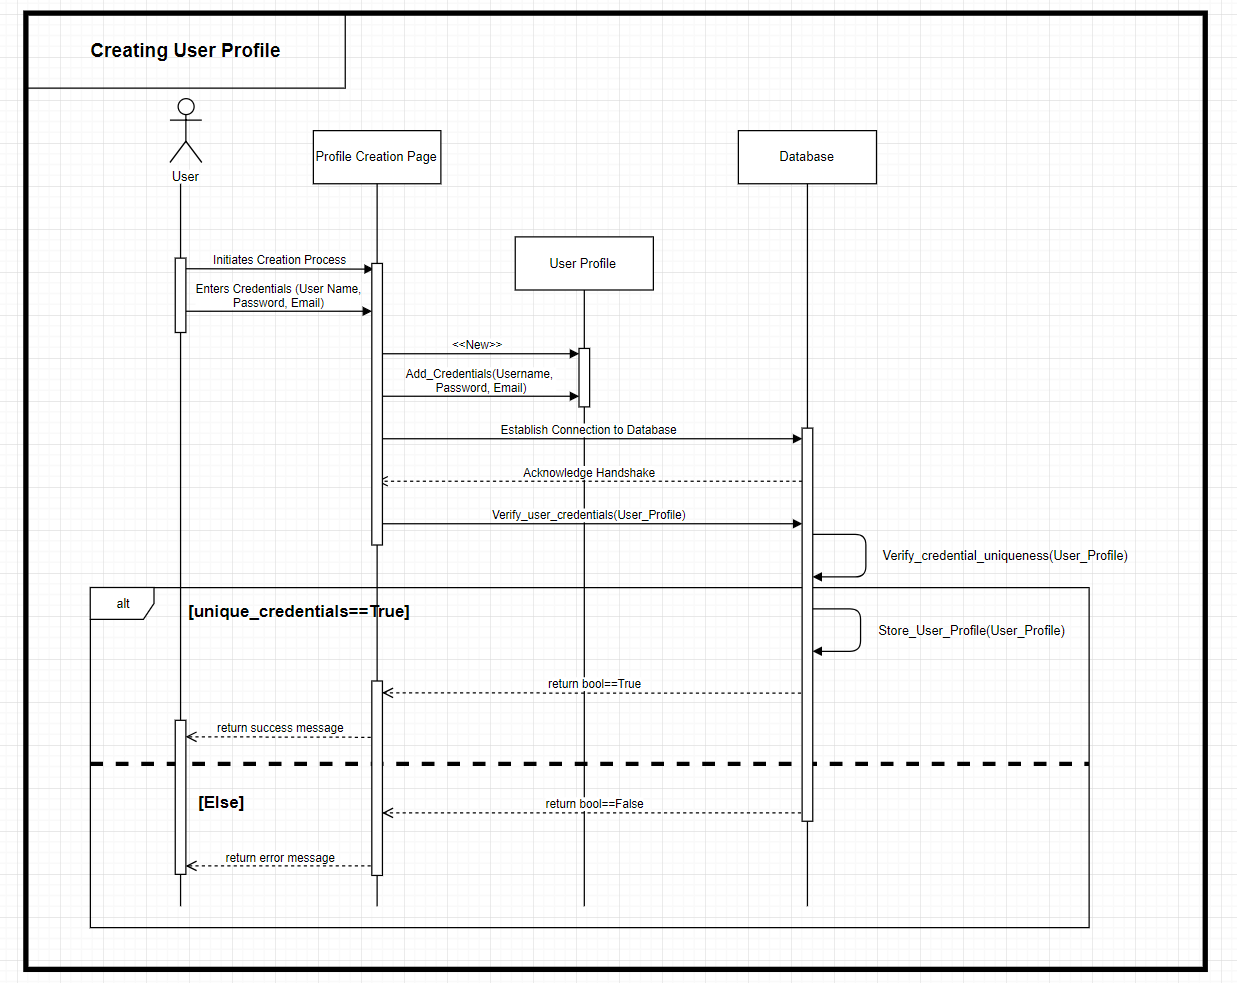 Creating User Profile
User
Profile Creation Page
Database
User Profile
Initiates Creation Process
Enters Credentials (User Name,
Password, Email)
<<New>>
Add_Credentials(Username,
Password, Email)
Establish Connection to Database
Acknowledge Handshake
Verify_user_credentials(User_Profile)
Verify_credential_uniqueness(User_Profile)
alt
[unique_credentials==True]
Store_User_Profile(User_Profile)
return bool==True
return success message
[Else]
return bool==False
return error message